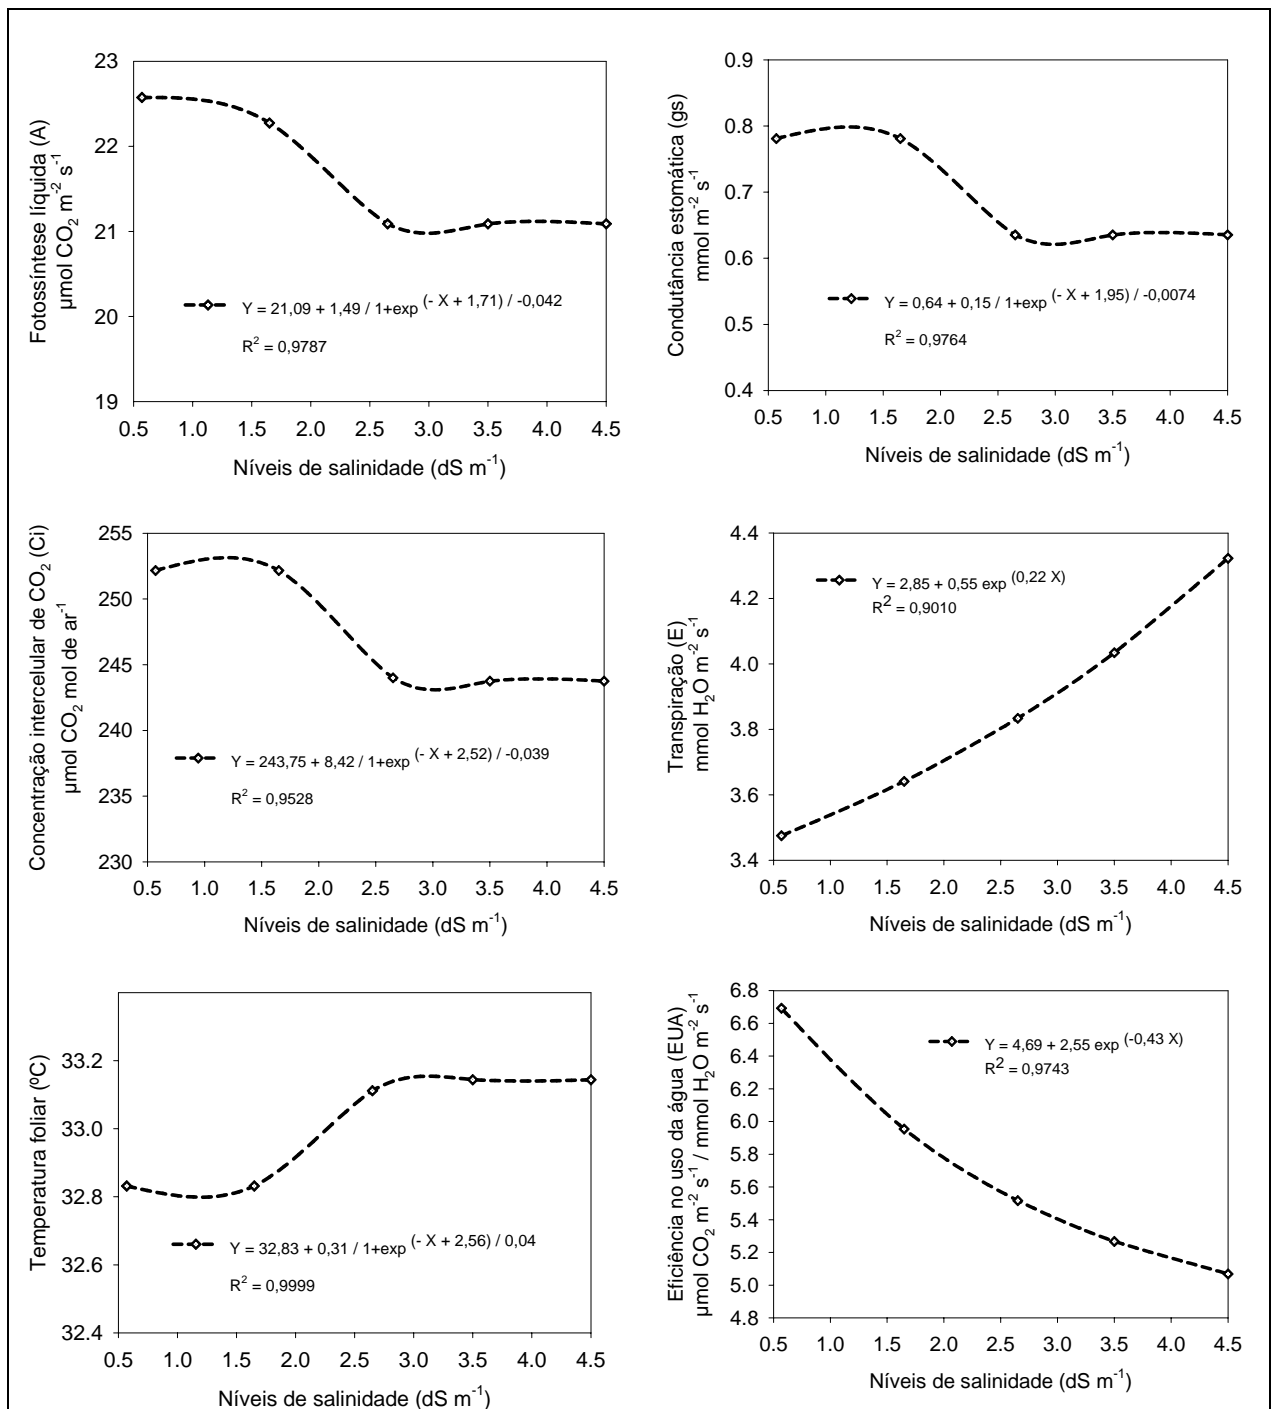 Fotossíntese líquida (A)
µmol CO2 m-2 s-1
23
22
21
20
19
Y = 21,09 + 1,49 / 1+exp (- X + 1,71) / -0,042
R2 = 0,9787
0.5 1.0 1.5 2.0 2.5 3.0 3.5 4.0 4.5
Níveis de salinidade (dS m-1)
Condutância estomática (gs)
mmol m-2 s-1
0.9
0.8
0.7
0.6
0.5
0.4
Y = 0,64 + 0,15 / 1+exp (- X + 1,95) / -0,0074
R2 = 0,9764
0.5 1.0 1.5 2.0 2.5 3.0 3.5 4.0 4.5
Níveis de salinidade (dS m-1)
Concentração intercelular de CO2 (Ci)
µmol CO2 mol de ar-1
255
250
245
240
235
230
Y = 243,75 + 8,42 / 1+exp (- X + 2,52) / -0,039
R2 = 0,9528
0.5 1.0 1.5 2.0 2.5 3.0 3.5 4.0 4.5
Níveis de salinidade (dS m-1)
Transpiração (E)
mmol H2O m-2 s-1
4.4
4.2
4.0
3.8
3.6
3.4
Y = 2,85 + 0,55 exp (0,22 X)
R2 = 0,9010
0.5 1.0 1.5 2.0 2.5 3.0 3.5 4.0 4.5
Níveis de salinidade (dS m-1)
Temperatura foliar (ºC)
33.2
33.0
32.8
32.6
32.4
Y = 32,83 + 0,31 / 1+exp (- X + 2,56) / 0,04
R2 = 0,9999
0.5 1.0 1.5 2.0 2.5 3.0 3.5 4.0 4.5
Níveis de salinidade (dS m-1)
Eficiência no uso da água (EUA)
µmol CO2 m-2 s-1 / mmol H2O m-2 s-1
6.8
6.6
6.4
6.2
6.0
5.8
5.6
5.4
5.2
5.0
4.8
Y = 4,69 + 2,55 exp (-0,43 X)
R2 = 0,9743
0.5 1.0 1.5 2.0 2.5 3.0 3.5 4.0 4.5
Níveis de salinidade (dS m-1)